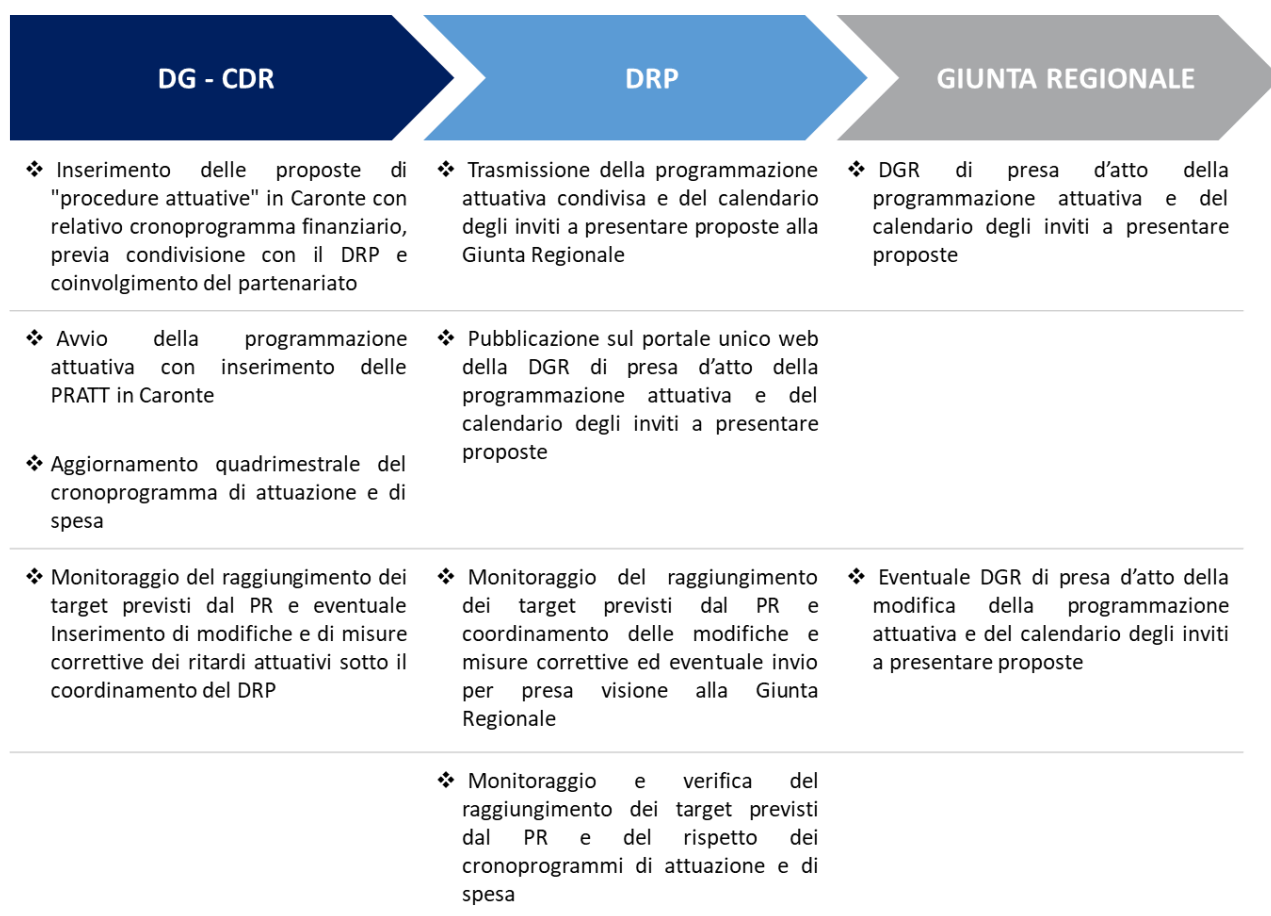 DG - CDR
DRP
GIUNTA REGIONALE
❖ Inserimento delle proposte di
"procedure attuative" in Caronte con
relativo cronoprogramma finanziario,
previa condivisione con il DRP e
coinvolgimento del partenariato
❖ Trasmissione della programmazione
attuativa condivisa e del calendario
degli inviti a presentare proposte alla
Giunta Regionale
❖ DGR di presa d’atto della
programmazione attuativa e del
calendario degli inviti a presentare
proposte
❖ Avvio della programmazione
attuativa con inserimento delle
PRATT in Caronte
❖ Aggiornamento quadrimestrale del
cronoprogramma di attuazione e di
spesa
❖ Pubblicazione sul portale unico web
della DGR di presa d’atto della
programmazione attuativa e del
calendario degli inviti a presentare
proposte
❖ Monitoraggio del raggiungimento dei
target previsti dal PR e eventuale
Inserimento di modifiche e di misure
correttive dei ritardi attuativi sotto il
coordinamento del DRP
❖ Monitoraggio del raggiungimento
dei target previsti dal PR e
coordinamento delle modifiche e
misure correttive ed eventuale invio
per presa visione alla Giunta
Regionale
❖ Eventuale DGR di presa d’atto della
modifica della programmazione
attuativa e del calendario degli inviti
a presentare proposte
❖ Monitoraggio e verifica del
raggiungimento dei target previsti
dal PR e del rispetto dei
cronoprogrammi di attuazione e di
spesa